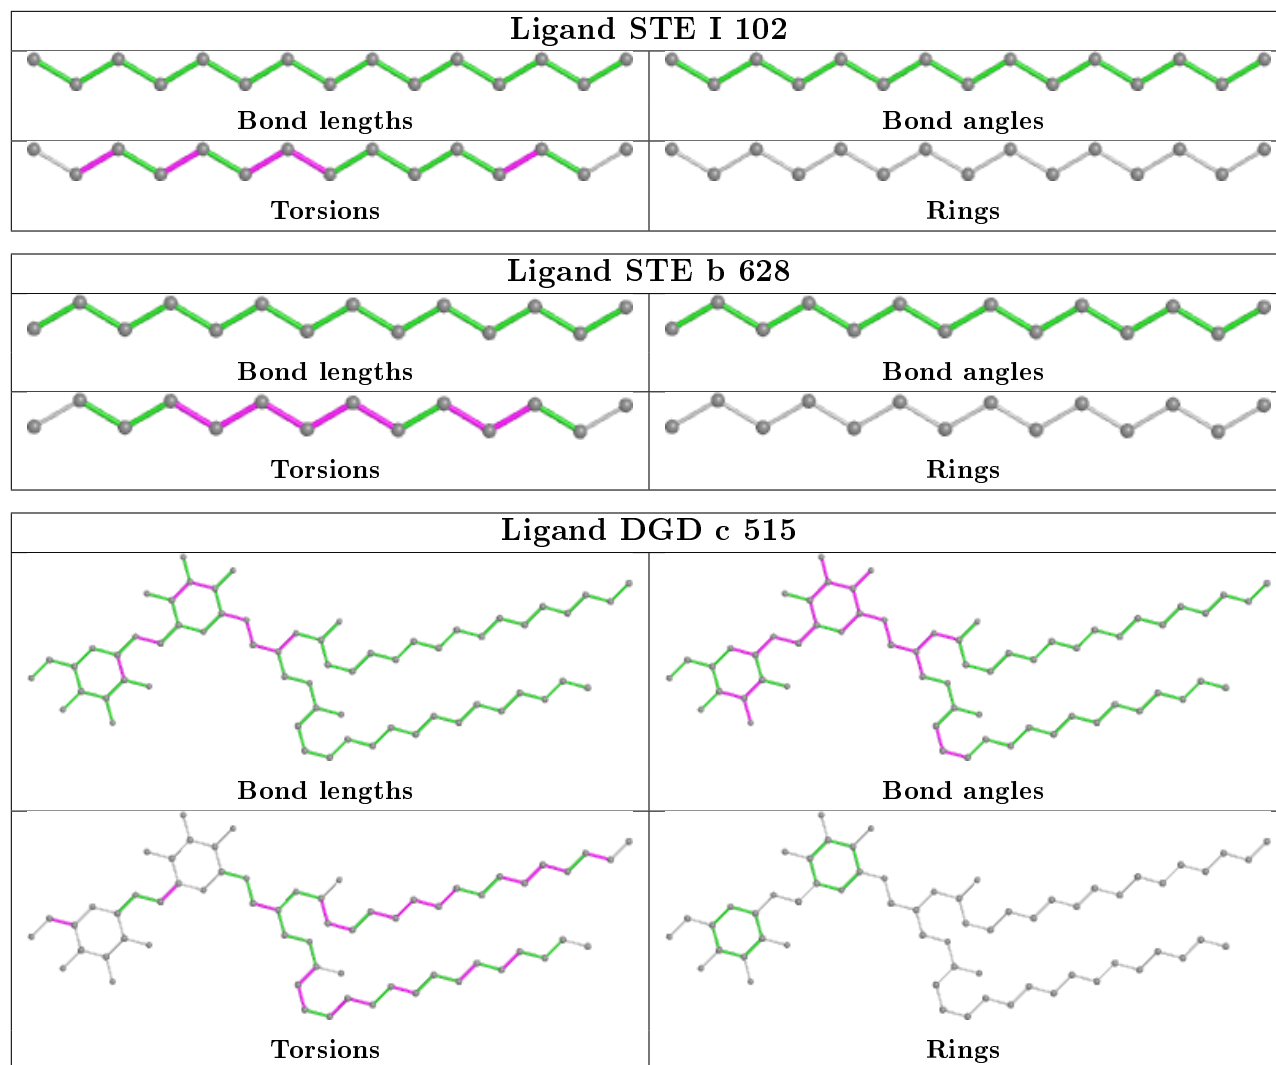 Ligand STE I 102
Bond lengths
Bond angles
Torsions
Rings
Ligand STE b 628
Bond lengths
Bond angles
Torsions
Rings
Ligand DGD c 515
Bond lengths
Bond angles
Torsions
Rings